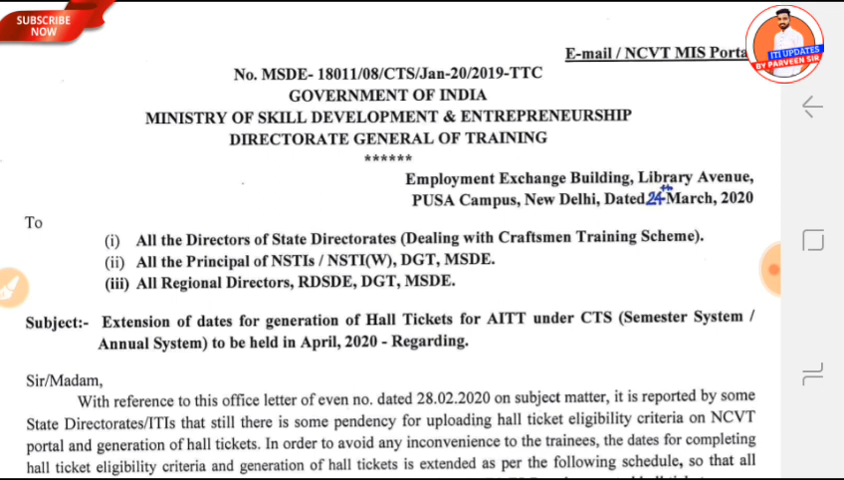 SUBSCRIBE
NOW
ITI UPDATES
BY PARVEEN SIR
E-mail / NCVT MIS
No. MSDE- 18011/08/CTS/Jan-20/2019-TTC
GOVERNMENT OF INDIA
MINISTRY OF SKILL DEVELOPMENT & ENTREPRENEURSHIP
DIRECTORATE GENERAL OF TRAINING
******
Employment Exchange Building, Library Avenue,
PUSA Campus, New Delhi, Dated 24th March, 2020
To
(i) All the Directors of State Directorates (Dealing with Craftsmen Training Scheme).
(ii) All the Principal of NSTIs / NSTI(W), DGT, MSDE.
(iii) All Regional Directors, RDSDE, DGT, MSDE.
Subject:- Extension of dates for generation of Hall Tickets for AITT under CTS (Semester System /
Annual System) to be held in April, 2020 - Regarding.
Sir/Madam,
With reference to this office letter of even no. dated 28.02.2020 on subject matter, it is reported by some
State Directorates/ITIs that still there is some pendency for uploading hall ticket eligibility criteria on NCVT
portal and generation of hall tickets. In order to avoid any inconvenience to the trainees, the dates for completing
hall ticket eligibility criteria and generation of hall tickets is extended as per the following schedule, so that all